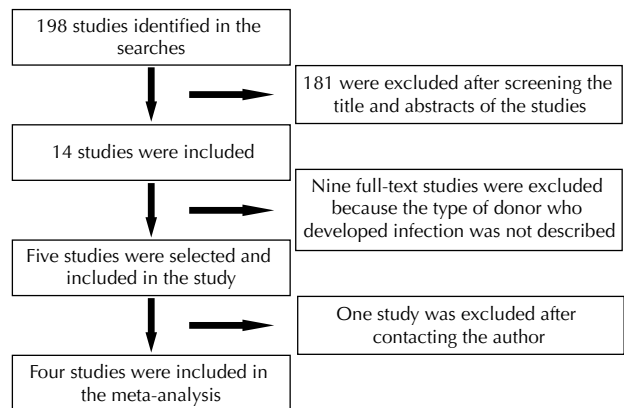 198 studies identified in the
searches
181 were excluded after screening the
title and abstracts of the studies
14 studies were included
Nine full-text studies were excluded
because the type of donor who
developed infection was not described
Five studies were selected and
included in the study
One study was excluded after
contacting the author
Four studies were included in
the meta-analysis